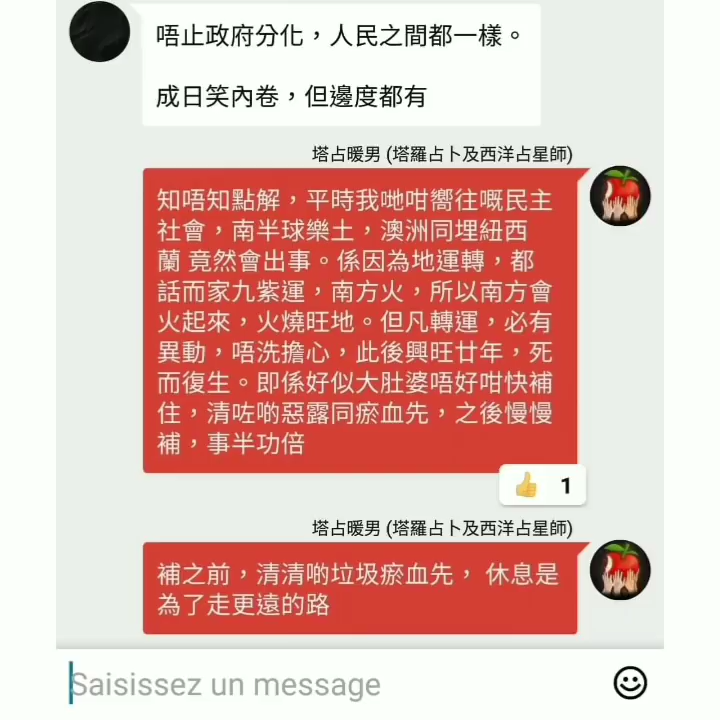 唔止政府分化，人民之間都一樣。
成日笑內卷，但邊度都有
塔占暖男 (塔羅占卜及西洋占星師)
知唔知點解，平時我哋咁嚮往嘅民主
社會，南半球樂土，澳洲同埋紐西
蘭 竟然會出事。係因為地運轉，都
話而家九紫運，南方火，所以南方會
火起來，火燒旺地。但凡轉運，必有
異動，唔洗擔心，此後興旺廿年，死
而復生。即係好似大肚婆唔好咁快補
住，清咗啲惡露同瘀血先，之後慢慢
補，事半功倍
👍 1
塔占暖男 (塔羅占卜及西洋占星師)
補之前，清清啲垃圾瘀血先， 休息是
為了走更遠的路
Saisissez un message